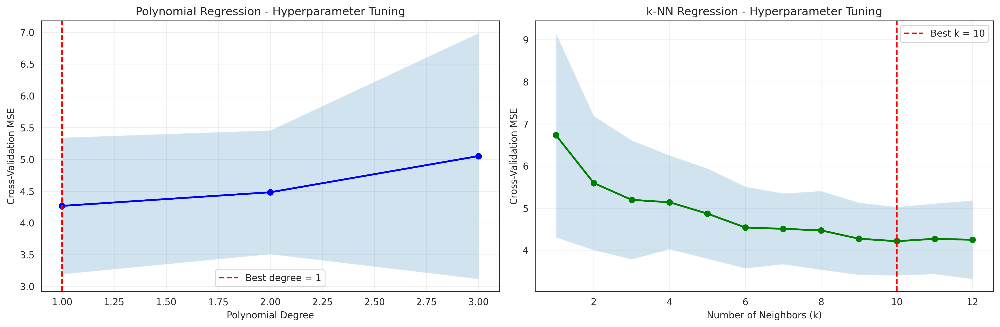 Polynomial Regression - Hyperparameter Tuning
Cross-Validation MSE
7.0
6.5
6.0
5.5
5.0
4.5
4.0
3.5
3.0
Best degree = 1
1.00 1.25 1.50 1.75 2.00 2.25 2.50 2.75 3.00
Polynomial Degree
k-NN Regression - Hyperparameter Tuning
Cross-Validation MSE
9
8
7
6
5
4
Best k = 10
2 4 6 8 10 12
Number of Neighbors (k)